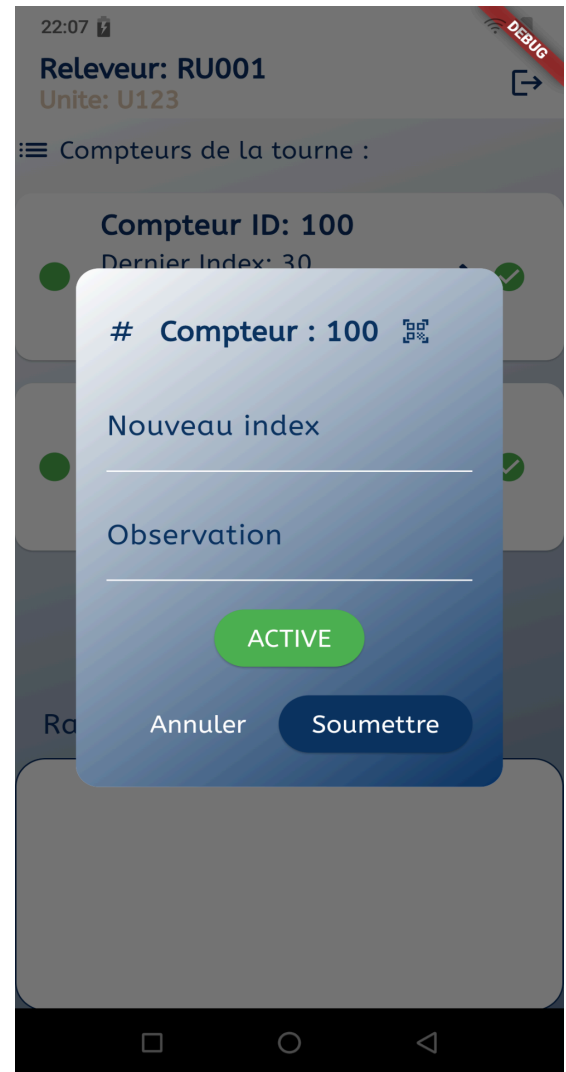 22:07
DEBUG
Releveur: RU001
Unite: U123
Compteurs de la tourne :
Compteur ID: 100
Dernier Index: 30
# Compteur : 100
Nouveau index
Observation
ACTIVE
Ra
Annuler Soumettre